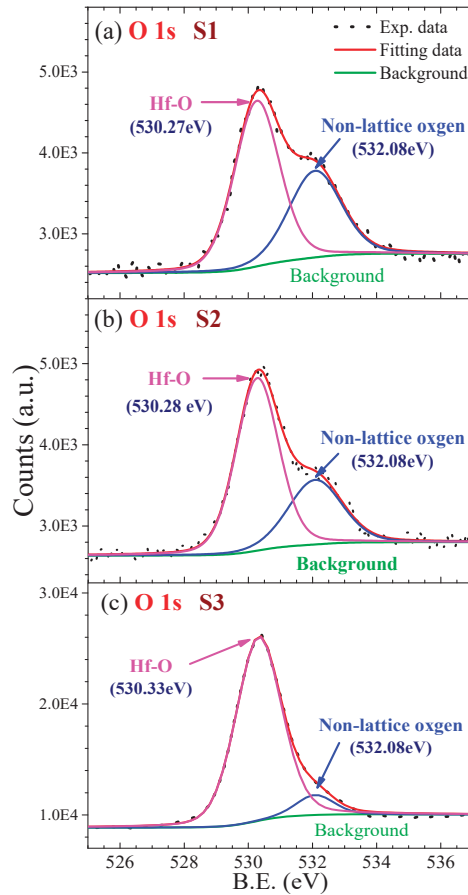 (a) O 1s S1
Exp. data
Fitting data
Background
5.0E3
Hf-O
(530.27eV)
Non-lattice oxgen
(532.08eV)
4.0E3
3.0E3
Background
(b) O 1s S2
5.0E3
Hf-O
(530.28 eV)
Non-lattice oxygen
(532.08eV)
4.0E3
3.0E3
Background
Counts (a.u.)
3.0E4
(c) O 1s S3
Hf-O
(530.33eV)
2.0E4
Non-lattice oxgen
(532.08eV)
1.0E4
Background
526 528 530 532 534 536
B.E. (eV)